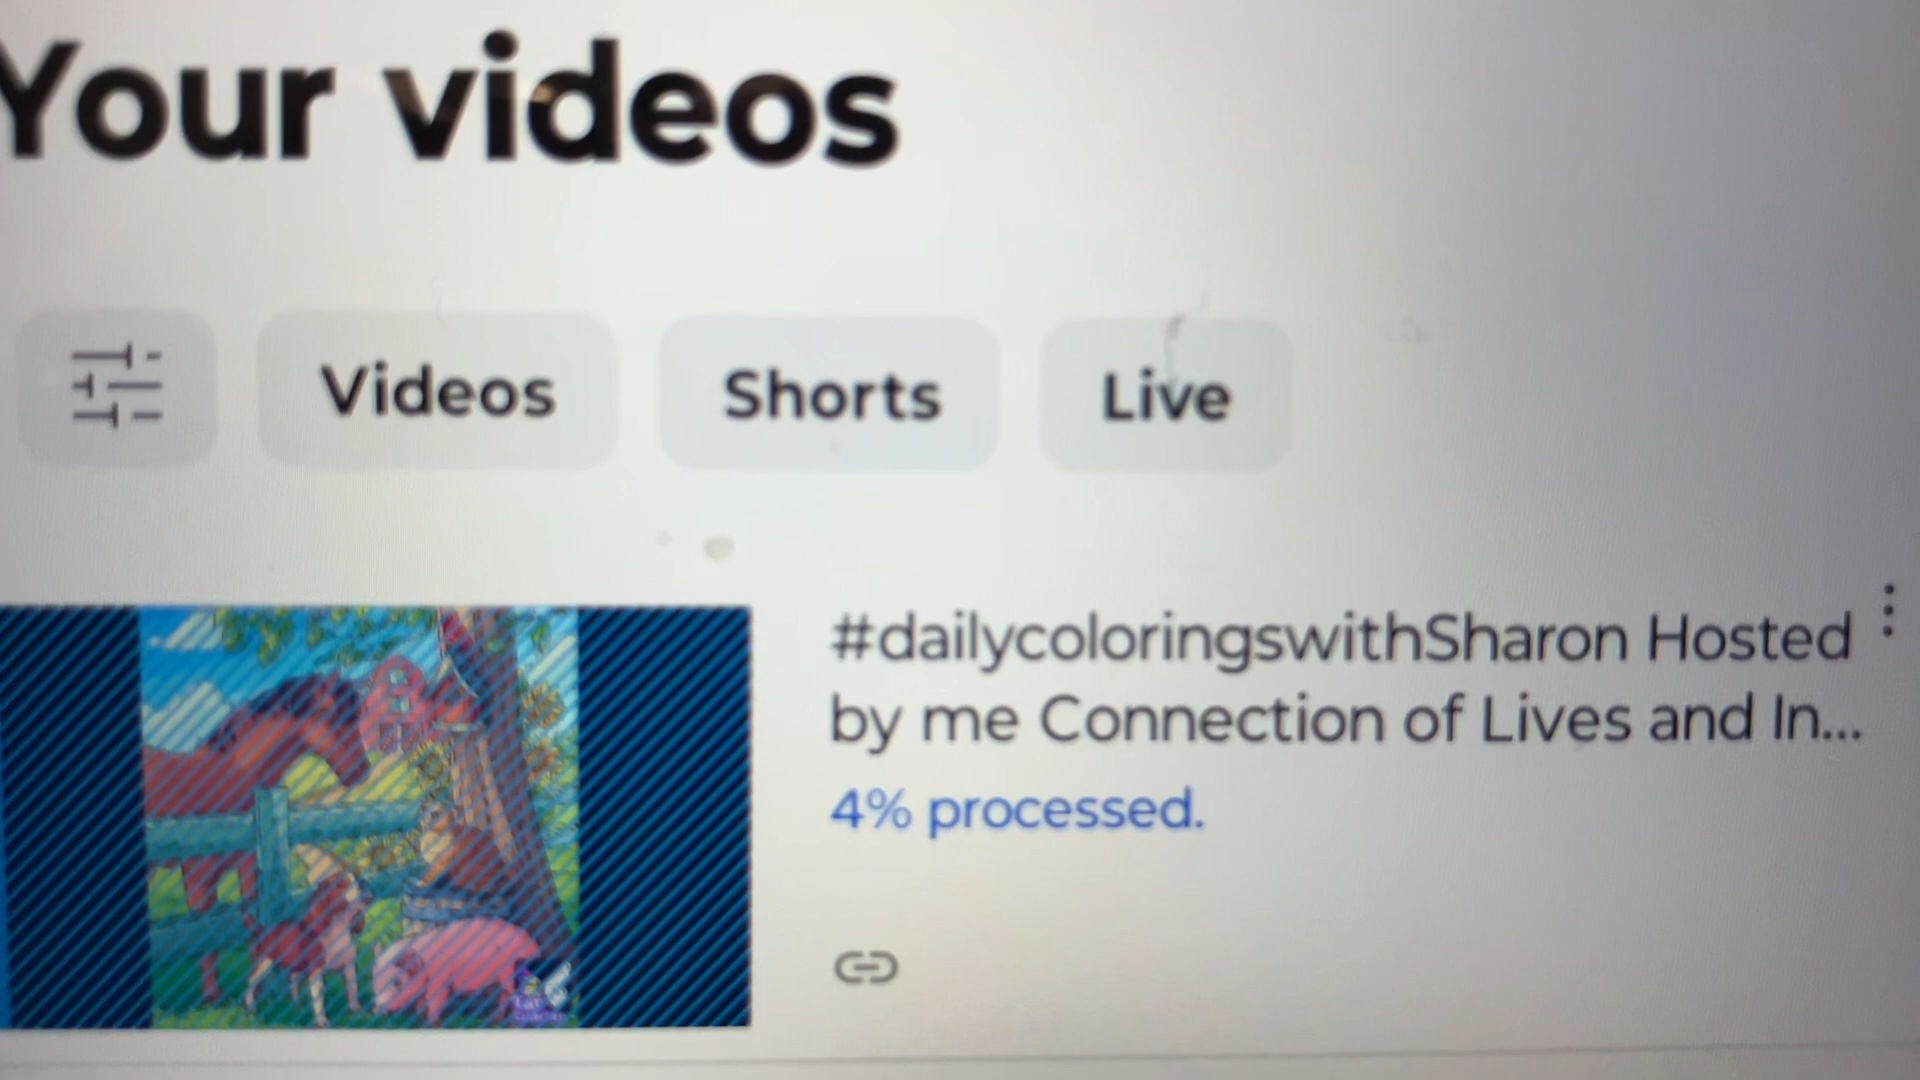 Your videos
Videos
Shorts
Live
#dailycoloringswithSharon Hosted
by me Connection of Lives and In...
4% processed.